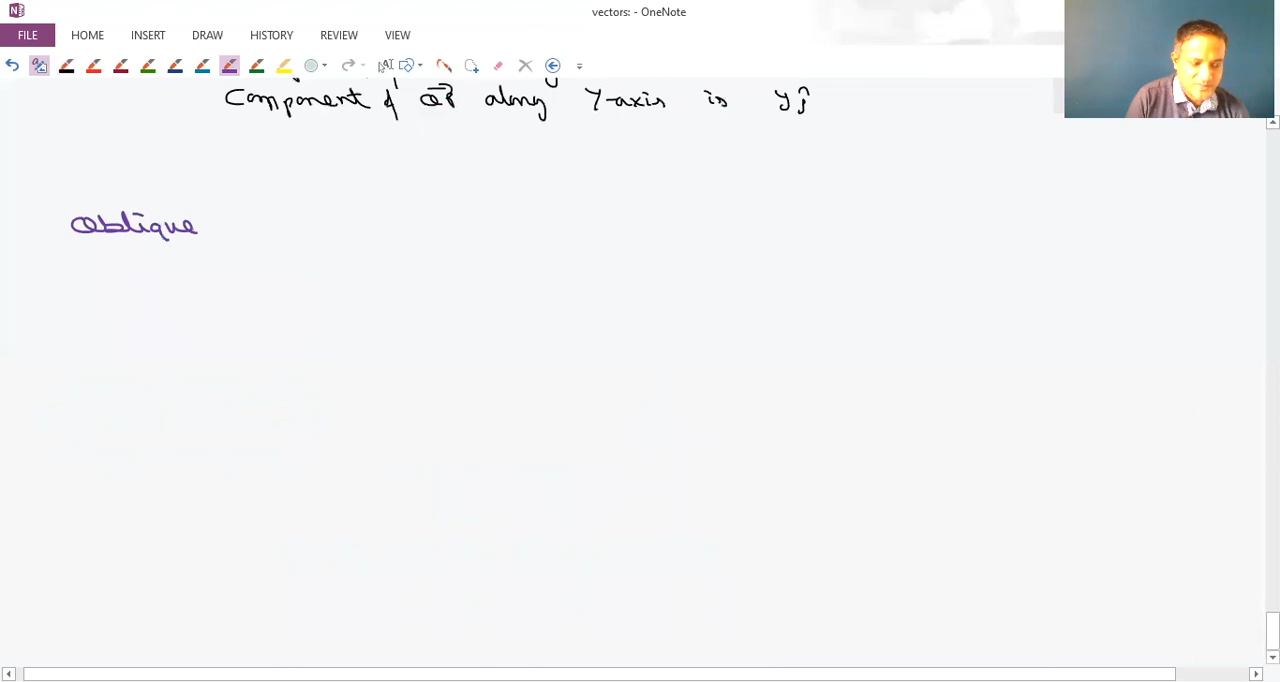 vectors: - OneNote
FILE HOME INSERT DRAW HISTORY REVIEW VIEW
Component of OP⃗ along Y-axis is yĵ
Oblique